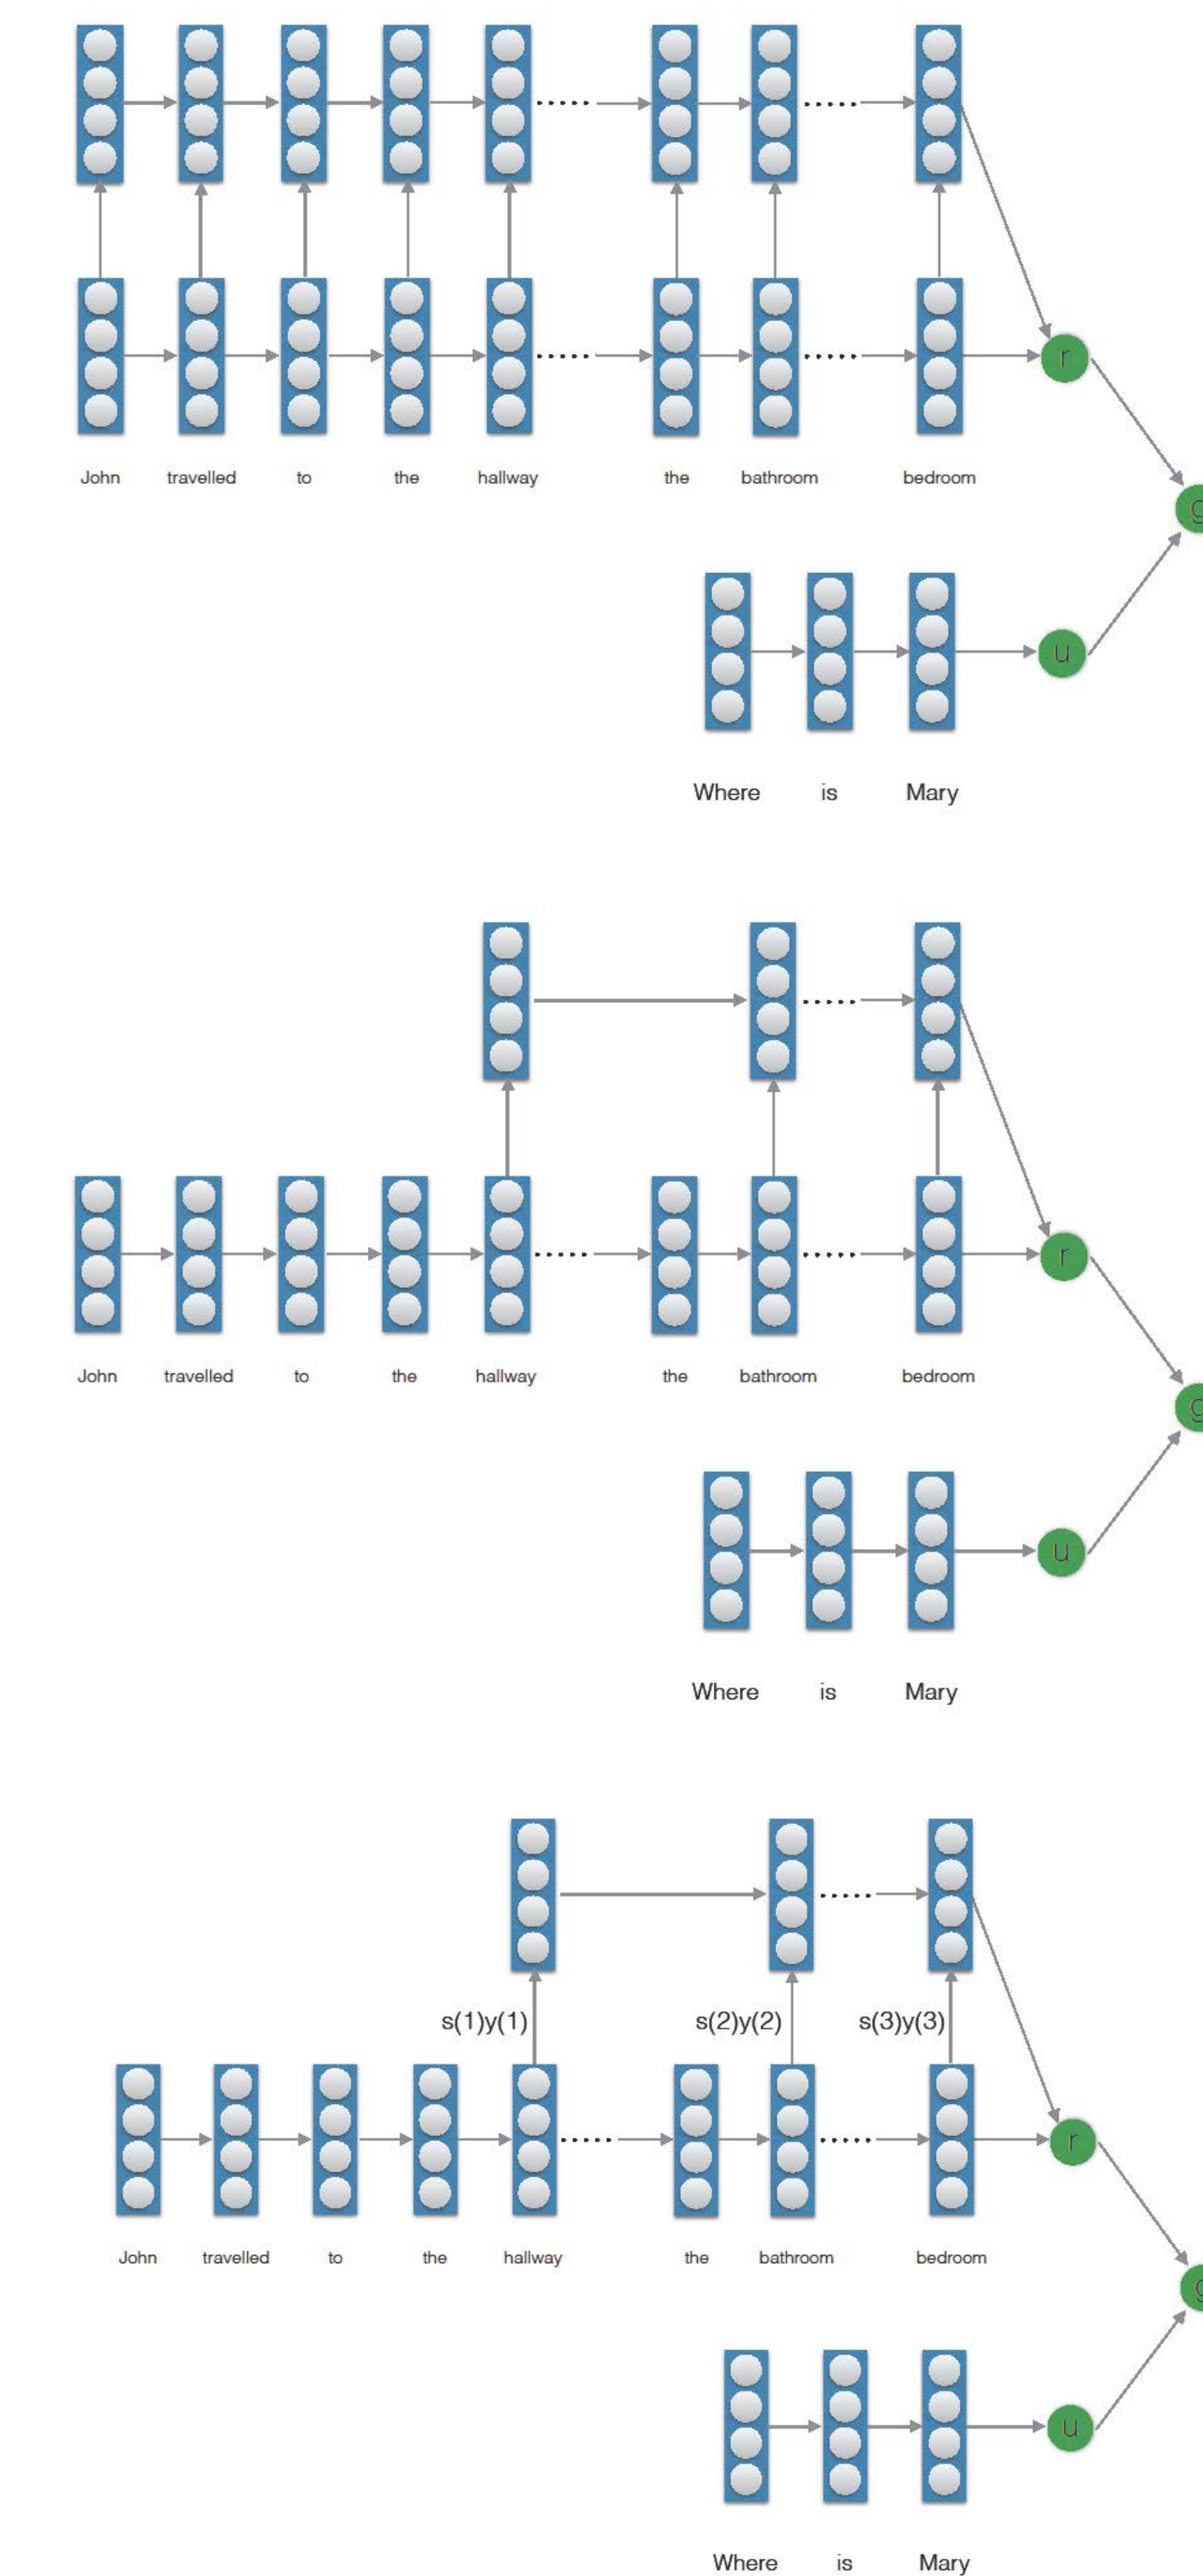 r
John travelled to the hallway the bathroom bedroom
g
u
Where is Mary
r
John travelled to the hallway the bathroom bedroom
g
u
Where is Mary
s(1)y(1) s(2)y(2) s(3)y(3)
r
John travelled to the hallway the bathroom bedroom
g
u
Where is Mary